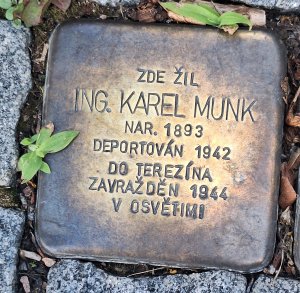 ZDE ŽIL
ING. KAREL MUNK
NAR. 1893
DEPORTOVÁN 1942
DO TEREZÍNA
ZAVRAŽDĚN 1944
V OSVĚTIMI